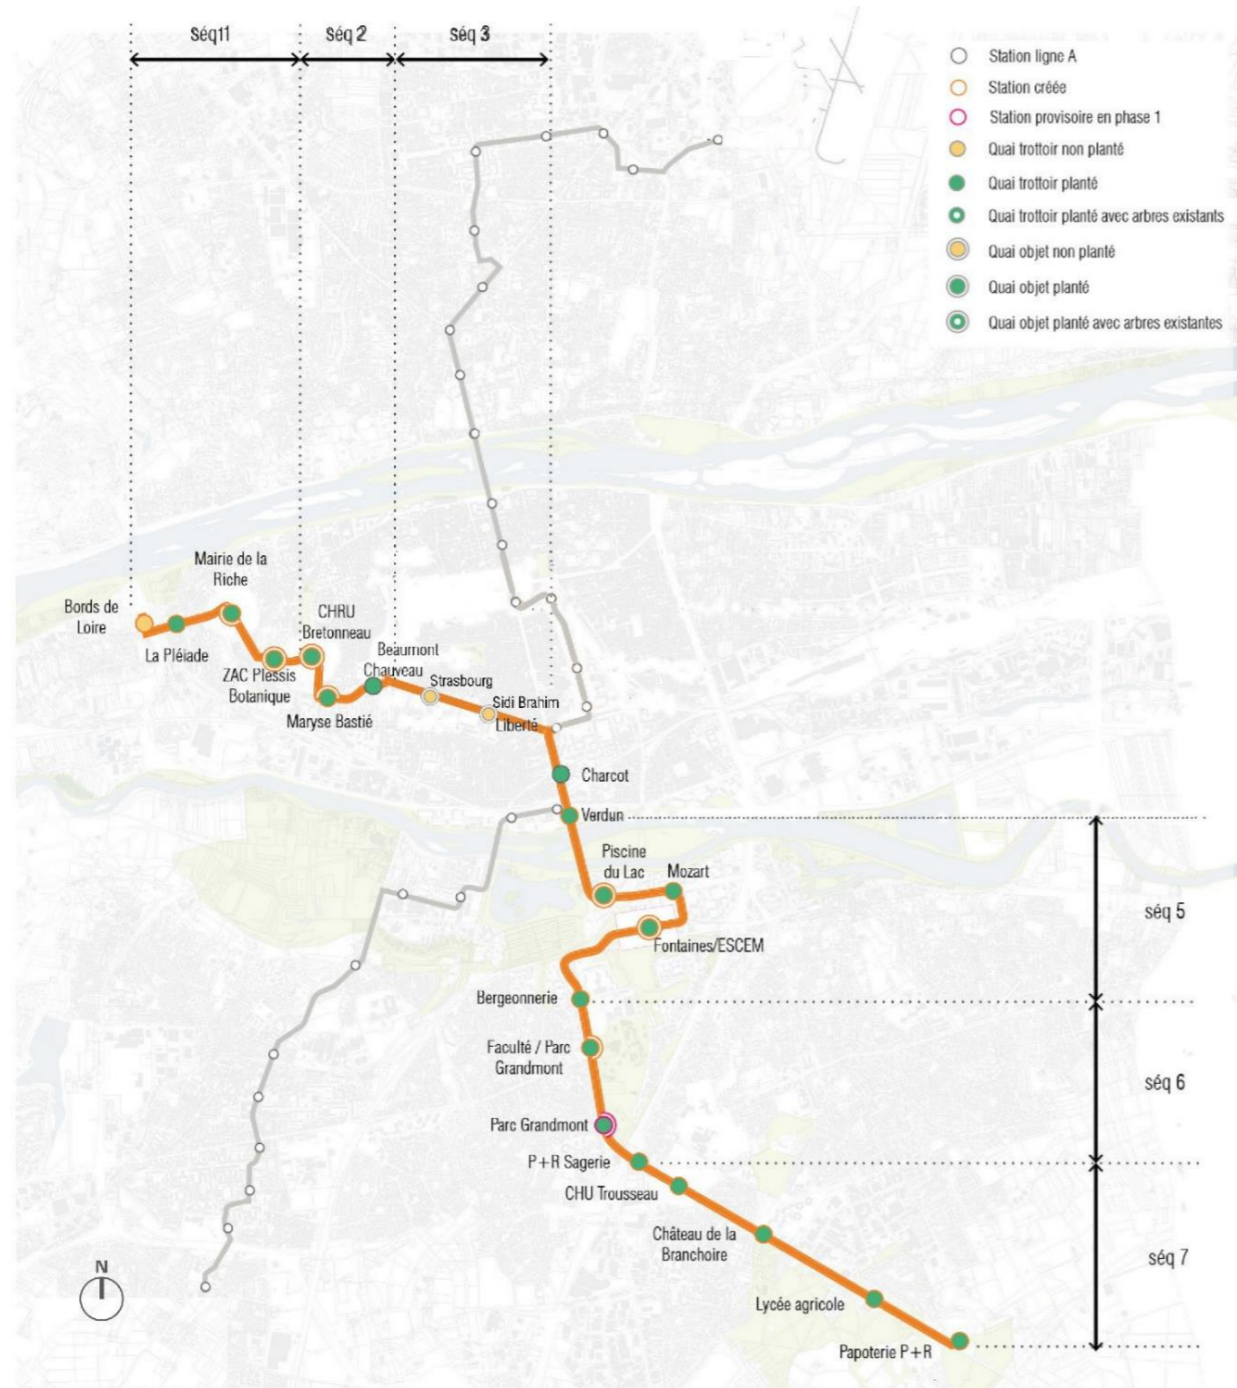 séq11
séq 2
séq 3
Station ligne A
Station créée
Station provisoire en phase 1
Quai trottoir non planté
Quai trottoir planté
Quai trottoir planté avec arbres existants
Quai objet non planté
Quai objet planté
Quai objet planté avec arbres existantes
Mairie de la
Riche
Bords de
Loire
La Pléiade
CHRU
Bretonneau
ZAC Plessis
Botanique
Beaumont
Chauveau
Maryse Bastié
Strasbourg
Sidi Brahim
Liberté
Charcot
Verdun
Piscine
du Lac
Mozart
Fontaines/ESCEM
séq 5
Bergeonnerie
Faculté / Parc
Grandmont
séq 6
Parc Grandmont
P+R Sagerie
CHU Trousseau
Château de la
Branchoire
séq 7
N
Lycée agricole
Papoterie P+R